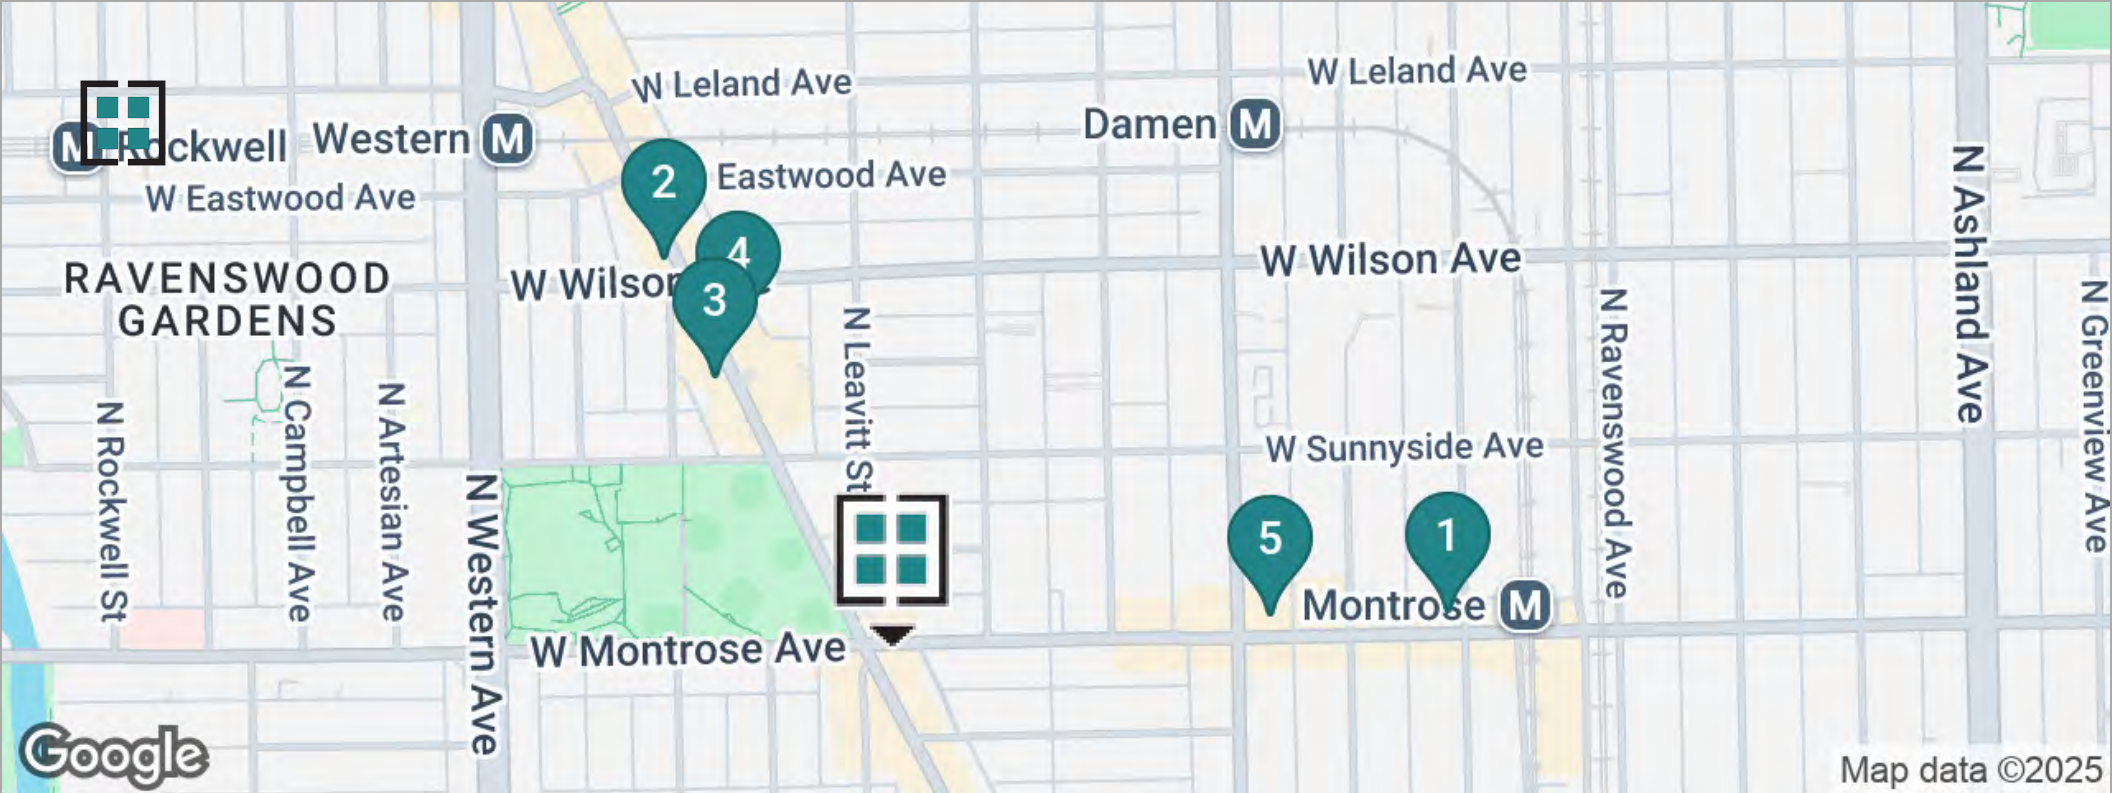 W Leland Ave
W Leland Ave
M Rockwell
Western M
Damen M
W Eastwood Ave
2
Eastwood Ave
4
W Wilson
3
W Wilson Ave
RAVENSWOOD
GARDENS
N Ashland Ave
N Leavitt St
N Ravenswood Ave
N Greenview Ave
N Rockwell St
N Campbell Ave
N Artesian Ave
N Western Ave
W Sunnyside Ave
5
1
Montrose M
W Montrose Ave
Google
Map data ©2025